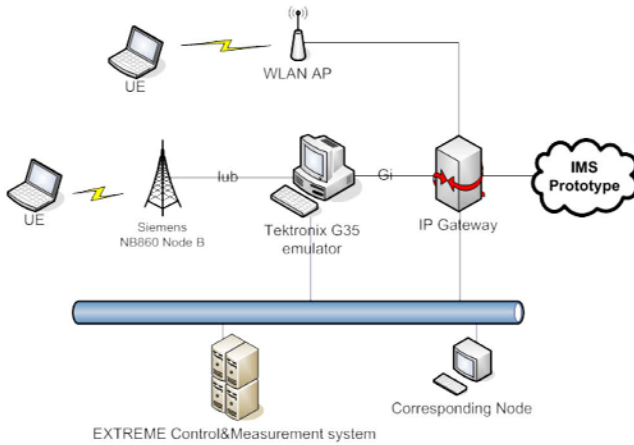 WLAN AP
UE
IMS
Prototype
Iub
Gi
UE
Siemens
NB860 Node B
Tektronix G35
emulator
IP Gateway
Corresponding Node
EXTREME Control&Measurement system